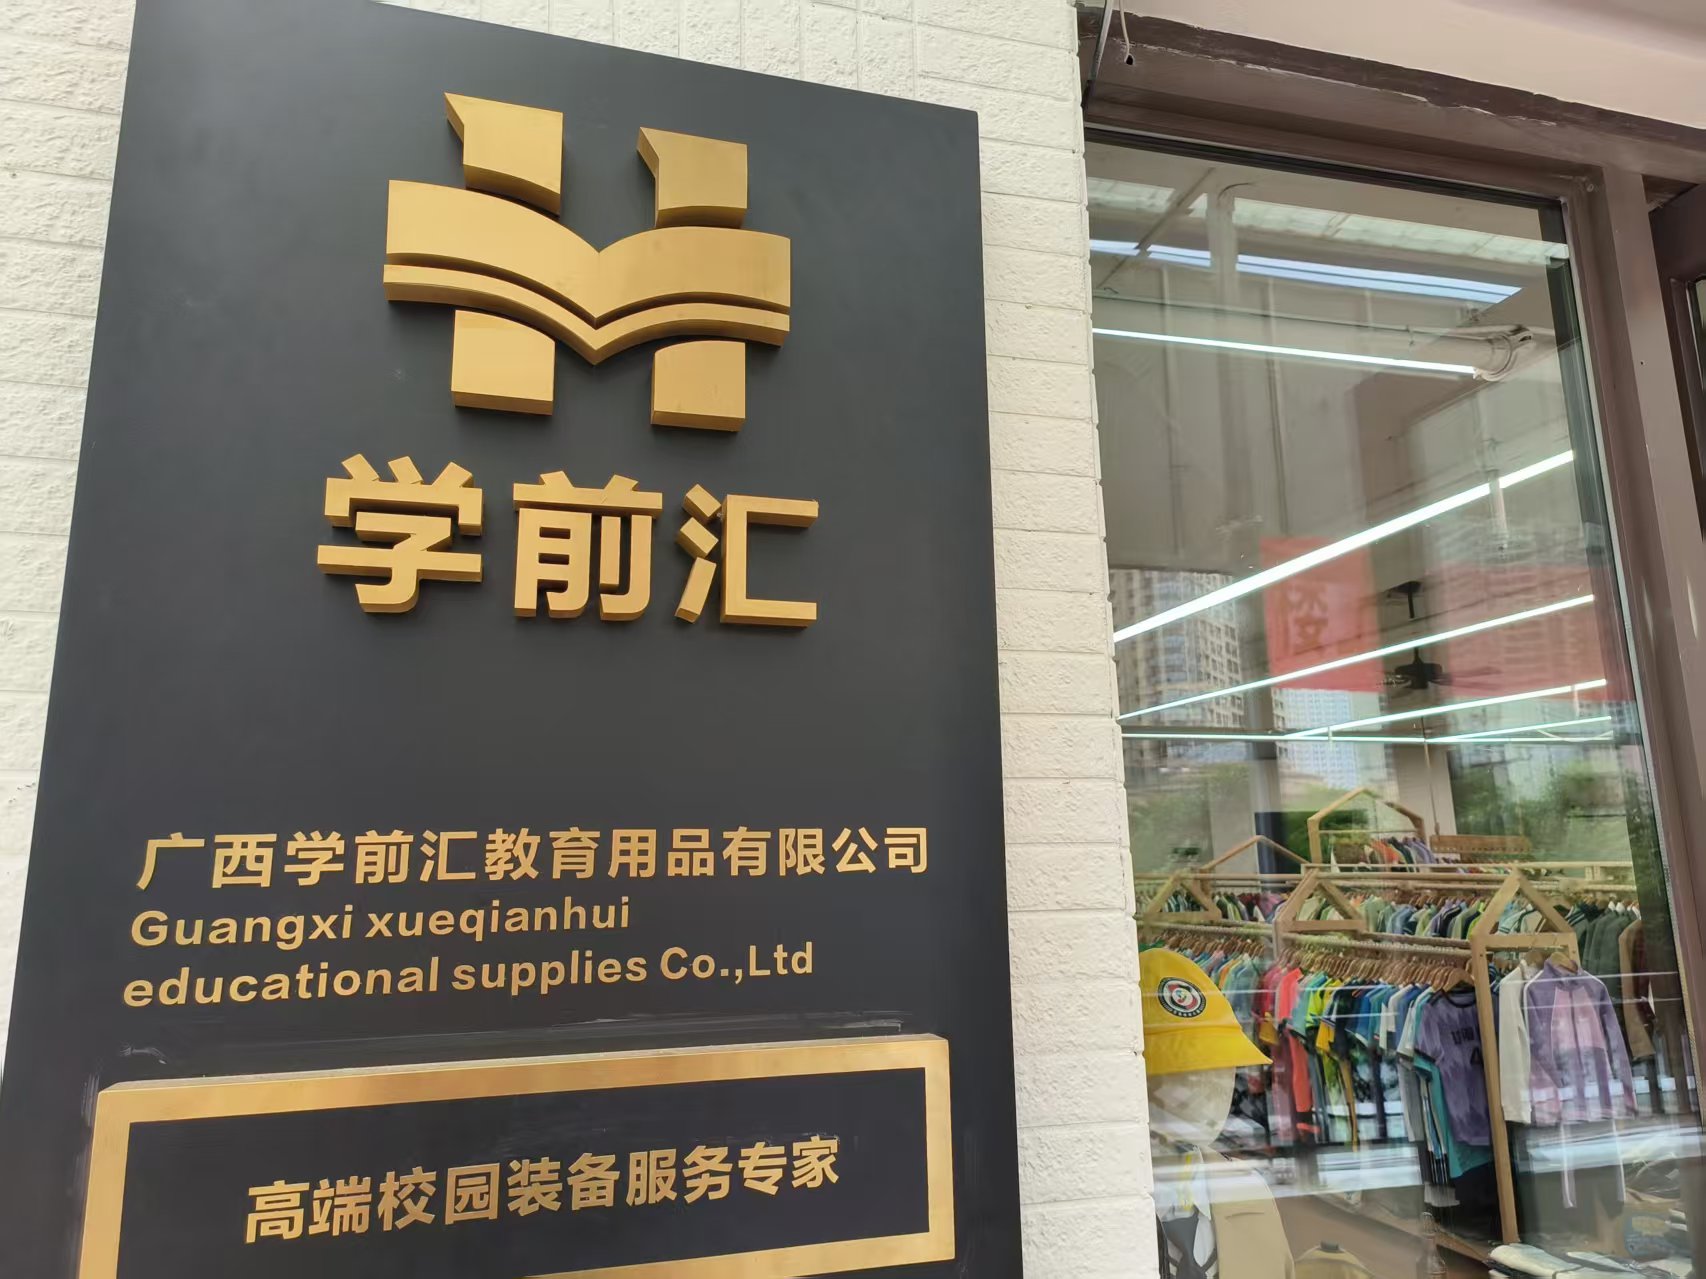 学前汇
广西学前汇教育用品有限公司
Guangxi xueqianhui
educational supplies Co.,Ltd
高端校园装备服务专家